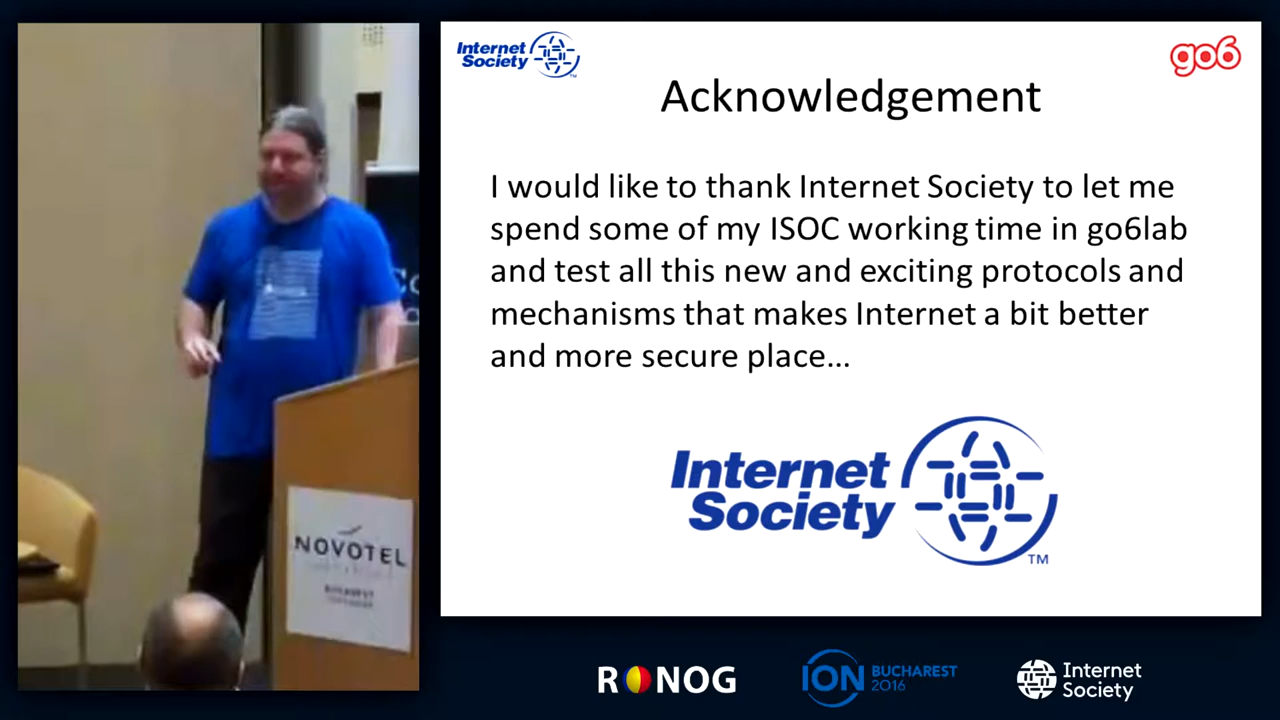 Internet
Society
TM
go6
Acknowledgement
I would like to thank Internet Society to let me
spend some of my ISOC working time in go6lab
and test all this new and exciting protocols and
mechanisms that makes Internet a bit better
and more secure place...
Internet
Society
TM
NOVOTEL
BUCHAREST
RONOG
ION
BUCHAREST
2016
Internet
Society